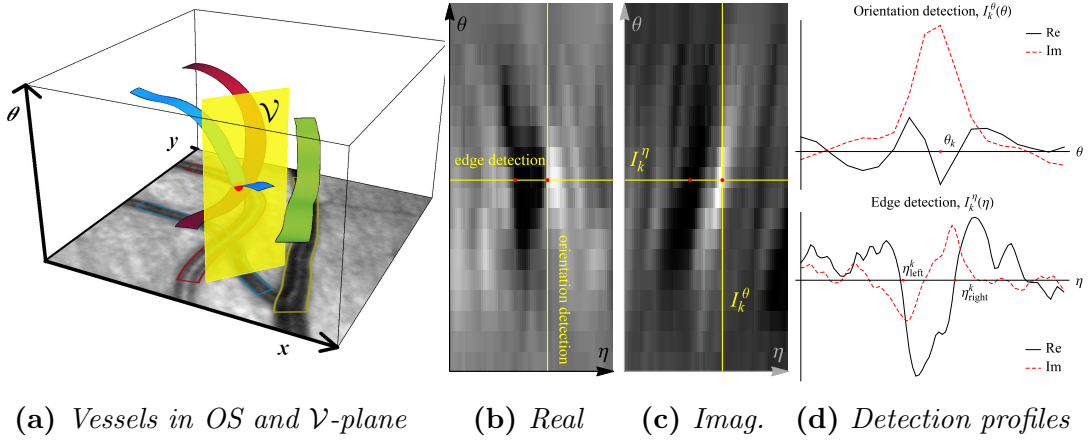 θ
y
x
𝒱
θ
edge detection
orientation detection
η
θ
I_k^η
I_k^θ
η
Orientation detection, I_k^θ(θ)
Re
Im
θ_k
θ
Edge detection, I_k^η(η)
η_left^k
η_right^k
η
Re
Im
(a) Vessels in OS and 𝒱-plane
(b) Real
(c) Imag.
(d) Detection profiles